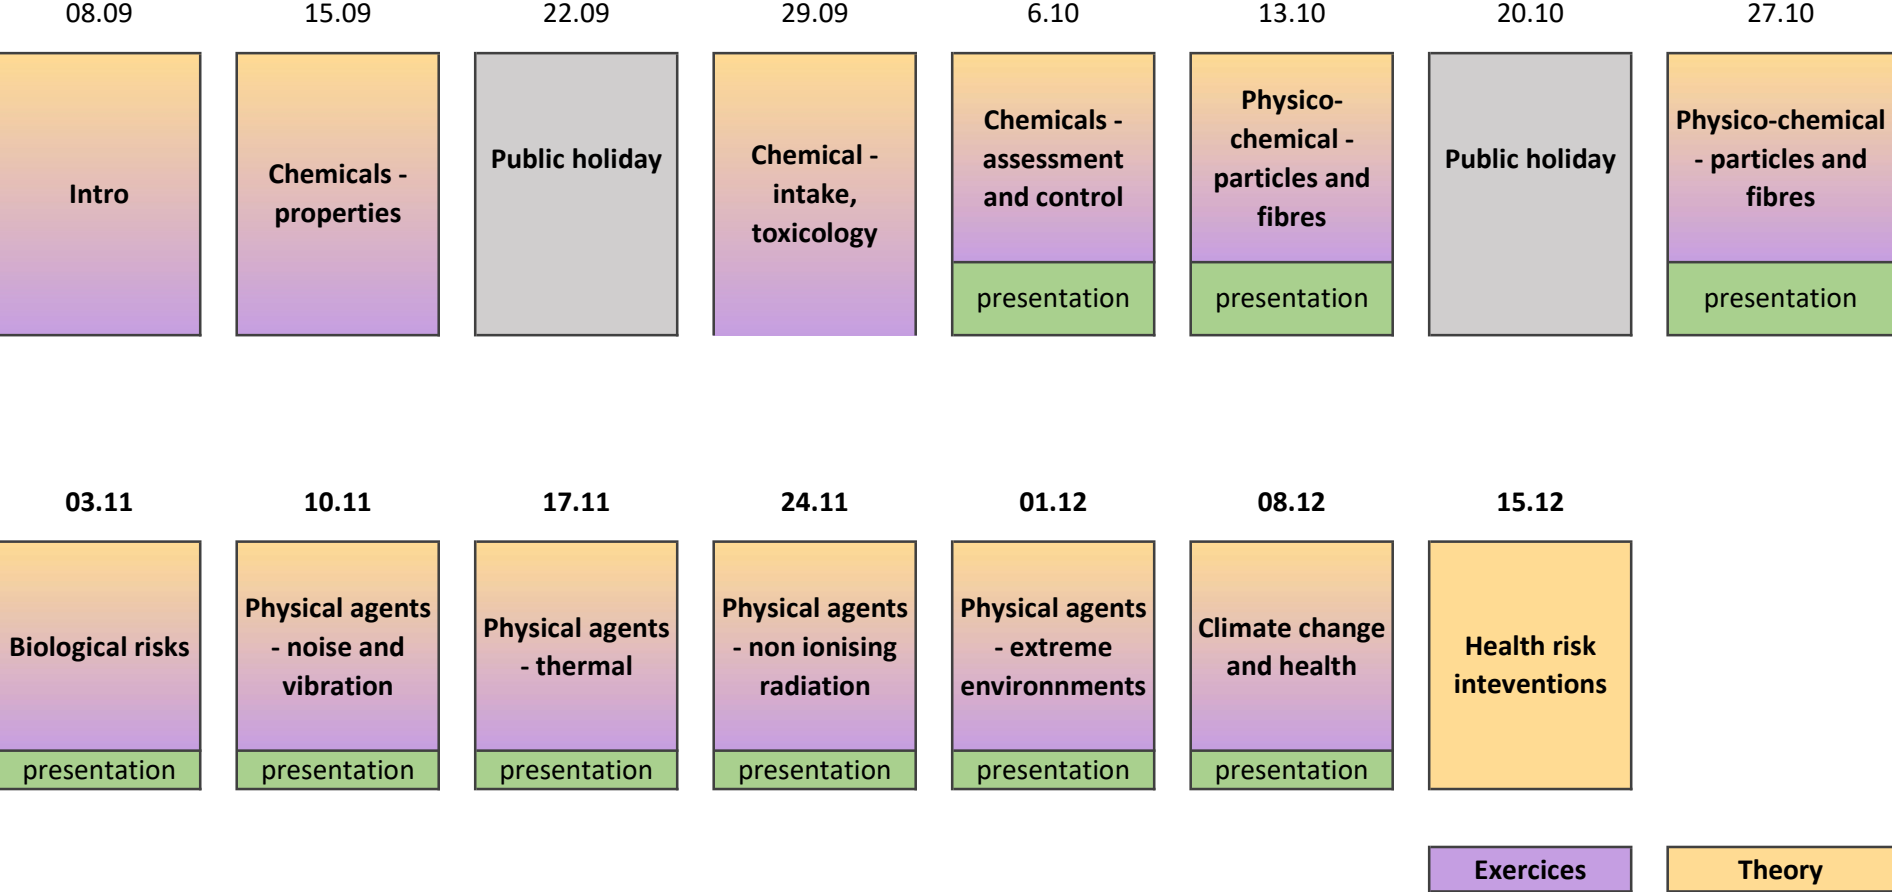 08.09
15.09
22.09
29.09
6.10
13.10
20.10
27.10
Intro
Chemicals -
properties
Public holiday
Chemical -
intake,
toxicology
Chemicals -
assessment
and control
presentation
Physico-
chemical -
particles and
fibres
presentation
Public holiday
Physico-chemical
- particles and
fibres
presentation
03.11
10.11
17.11
24.11
01.12
08.12
15.12
Biological risks
presentation
Physical agents
- noise and
vibration
presentation
Physical agents
- thermal
presentation
Physical agents
- non ionising
radiation
presentation
Physical agents
- extreme
environnments
presentation
Climate change
and health
presentation
Health risk
inteventions
Exercices
Theory